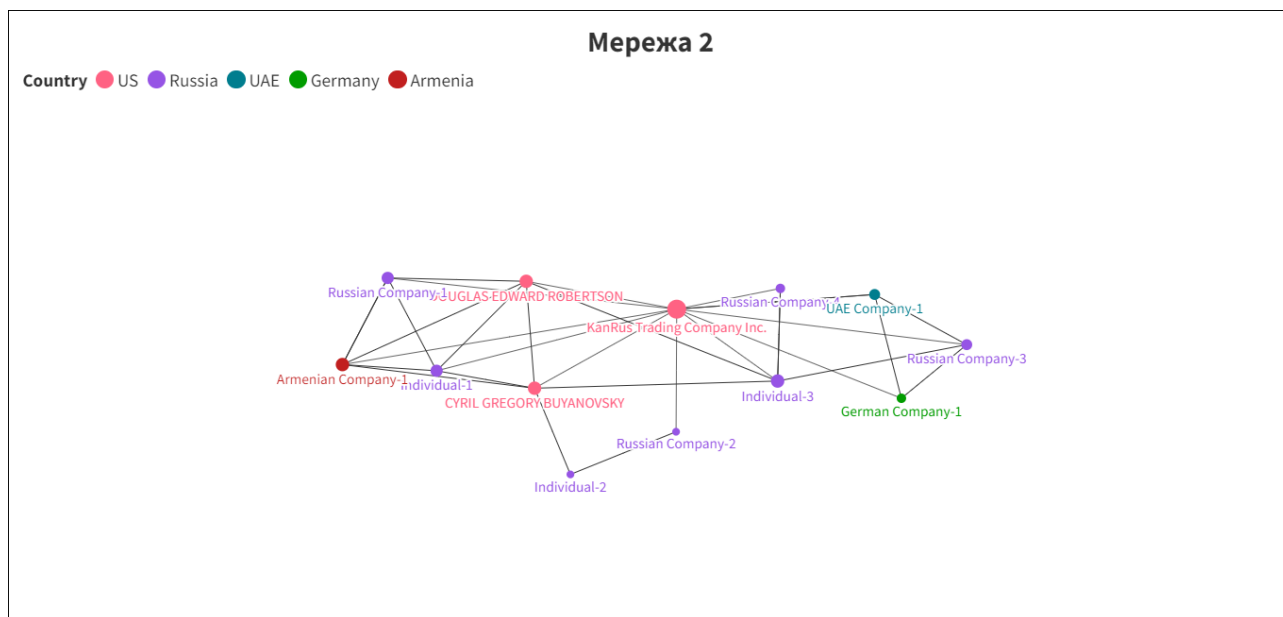 Мережа 2
Country US Russia UAE Germany Armenia
Russian Company-1
DOUGLAS EDWARD ROBERTSON
Russian Company-4
UAE Company-1
KanRus Trading Company Inc.
Russian Company-3
Armenian Company-1
Individual-1
CYRIL GREGORY BUYANOVSKY
Individual-3
German Company-1
Russian Company-2
Individual-2